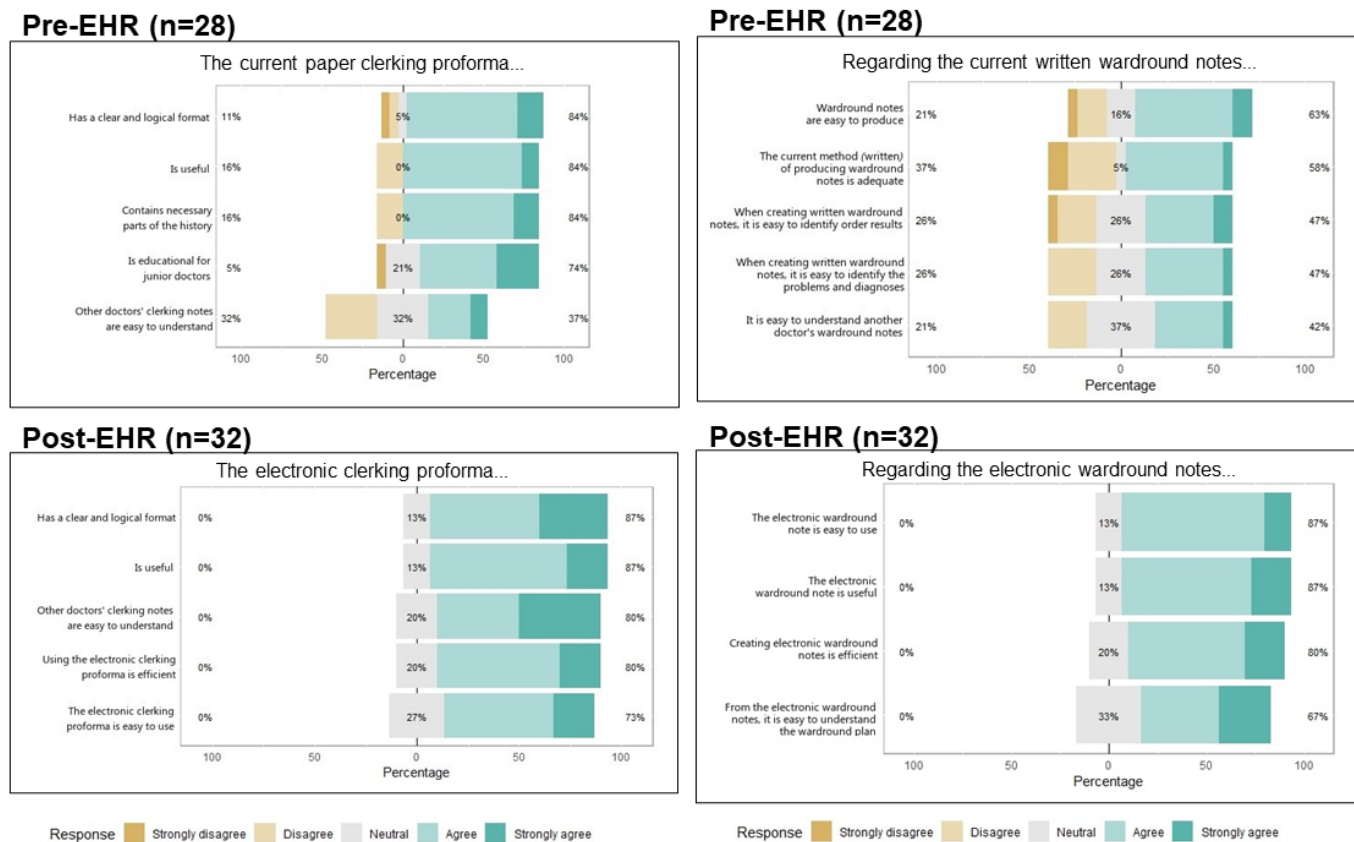 Pre-EHR (n=28)
The current paper clerking proforma...
Has a clear and logical format 11% 5% 84%
Is useful 16% 0% 84%
Contains necessary
parts of the history 16% 0% 84%
Is educational for
junior doctors 5% 21% 74%
Other doctors' clerking notes
are easy to understand 32% 32% 37%
100 50 0 50 100
Percentage
Pre-EHR (n=28)
Regarding the current written wardround notes...
Wardround notes
are easy to produce 21% 16% 63%
The current method (written)
of producing wardround
notes is adequate 37% 5% 58%
When creating written wardround
notes, it is easy to identify order results 26% 26% 47%
When creating written wardround
notes, it is easy to identify the
problems and diagnoses 26% 26% 47%
It is easy to understand another
doctor's wardround notes 21% 37% 42%
100 50 0 50 100
Percentage
Post-EHR (n=32)
The electronic clerking proforma...
Has a clear and logical format 0% 13% 87%
Is useful 0% 13% 87%
Other doctors' clerking notes
are easy to understand 0% 20% 80%
Using the electronic clerking
proforma is efficient 0% 20% 80%
The electronic clerking
proforma is easy to use 0% 27% 73%
100 50 0 50 100
Percentage
Response Strongly disagree Disagree Neutral Agree Strongly agree
Post-EHR (n=32)
Regarding the electronic wardround notes...
The electronic wardround
note is easy to use 0% 13% 87%
The electronic
wardround note is useful 0% 13% 87%
Creating electronic wardround
notes is efficient 0% 20% 80%
From the electronic wardround
notes, it is easy to understand
the wardround plan 0% 33% 67%
100 50 0 50 100
Percentage
Response Strongly disagree Disagree Neutral Agree Strongly agree